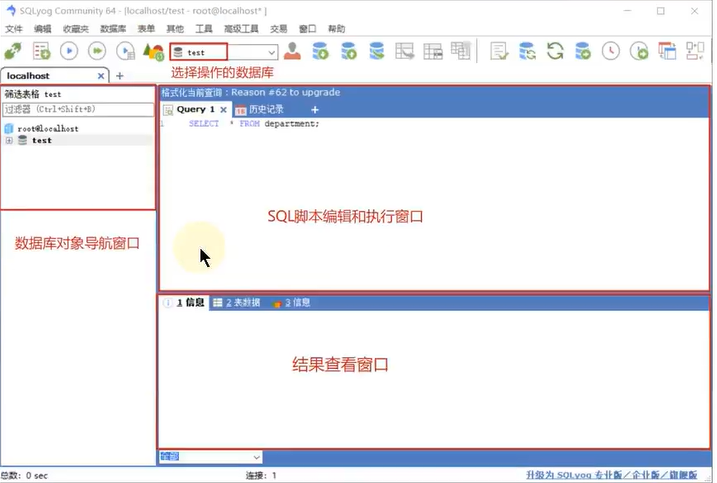 SQLyog Community 64 - [localhost/test - root@localhost* ]
文件 编辑 收藏夹 数据库 表单 其他 工具 高级工具 交易 窗口 帮助
test
localhost
选择操作的数据库
筛选表格 test
过滤器 (Ctrl+Shift+B)
root@localhost
test
数据库对象导航窗口
格式化当前查询：Reason #62 to upgrade
Query 1 历史记录
1 SELECT * FROM department;
SQL脚本编辑和执行窗口
1 信息 2 表数据 3 信息
结果查看窗口
全部
总数: 0 sec
连接: 1
升级为 SQLyog 专业版/企业版/旗舰版